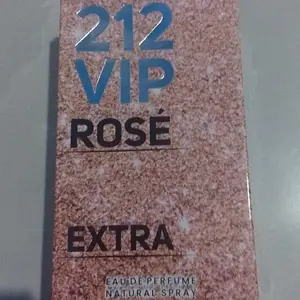 212
VIP
ROSÉ
EXTRA
EAU DE PERFUME
NATURAL SPRAY